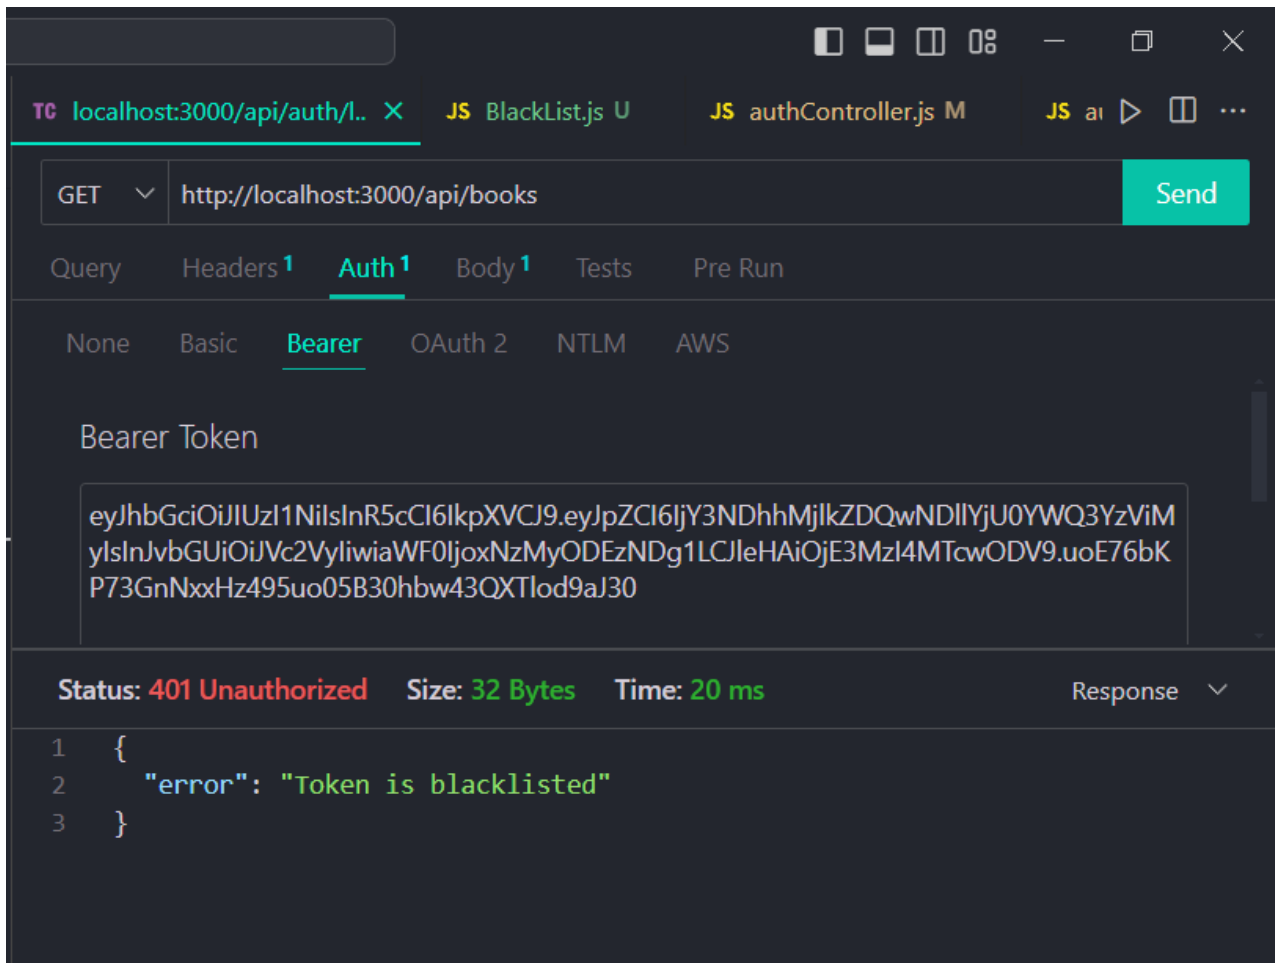 TC localhost:3000/api/auth/l.. JS BlackList.js U JS authController.js M JS au ...
GET http://localhost:3000/api/books Send
Query Headers 1 Auth 1 Body 1 Tests Pre Run
None Basic Bearer OAuth 2 NTLM AWS
Bearer Token
eyJhbGciOiJIUzI1NiIsInR5cCI6IkpXVCJ9.eyJpZCI6IjY3NDhhMjlkZDQwNDllYjU0YWQ3YzViM
yIsInJvbGUiOiJVc2VyIiwiaWF0IjoxNzMyODEzNDg1LCJleHAiOjE3MzI4MTcwODV9.uoE76bK
P73GnNxxHz495uo05B30hbw43QXTlod9aJ30
Status: 401 Unauthorized Size: 32 Bytes Time: 20 ms Response
1 {
2 "error": "Token is blacklisted"
3 }